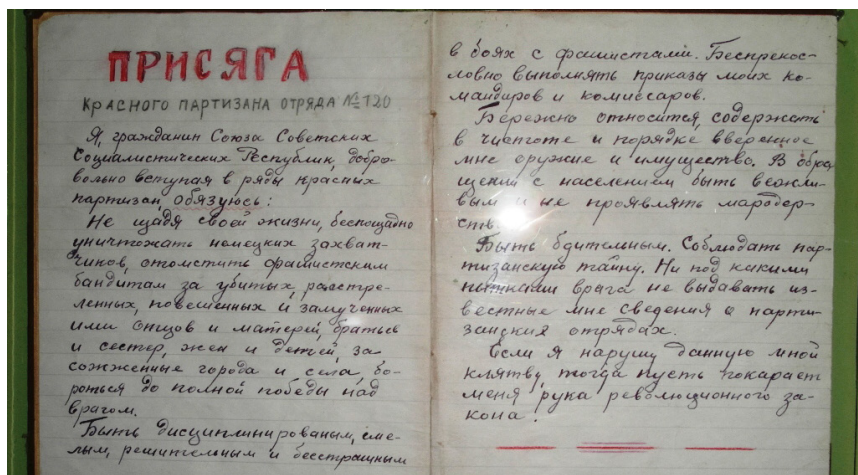 ПРИСЯГА
КРАСНОГО ПАРТИЗАНА ОТРЯДА №120
Я, гражданин Союза Советских
Социалистических Республик, добро-
вольно вступая в ряды красных
партизан, обязуюсь:
Не щадя своей жизни, беспощадно
уничтожать немецких захват-
чиков, отомстить фашистским
бандитам за убитых, расстре-
ленных, повешенных и замученных
ими отцов и матерей, братьев
и сестер, жен и детей, за
сожженные города и села, бо-
роться до полной победы над
врагом.
Быть дисциплинированым, сме-
лым, решительным и бесстрашным
в боях с фашистами. Беспрекос-
ловно выполнять приказы моих ко-
мандиров и комиссаров.
Бережно относится, содержать
в чистоте и порядке вверенное
мне оружие и имущество. В обра-
щении с населением быть вежли-
вым и не проявлять мародер-
ств.
Быть бдительным. Соблюдать пар-
тизанскую тайну. Ни под какими
пытками врага не выдавать из-
вестные мне сведения о парти-
занских отрядах.
Если я нарушу данную мной
клятву, тогда пусть покарает
меня рука революционного за-
кона.